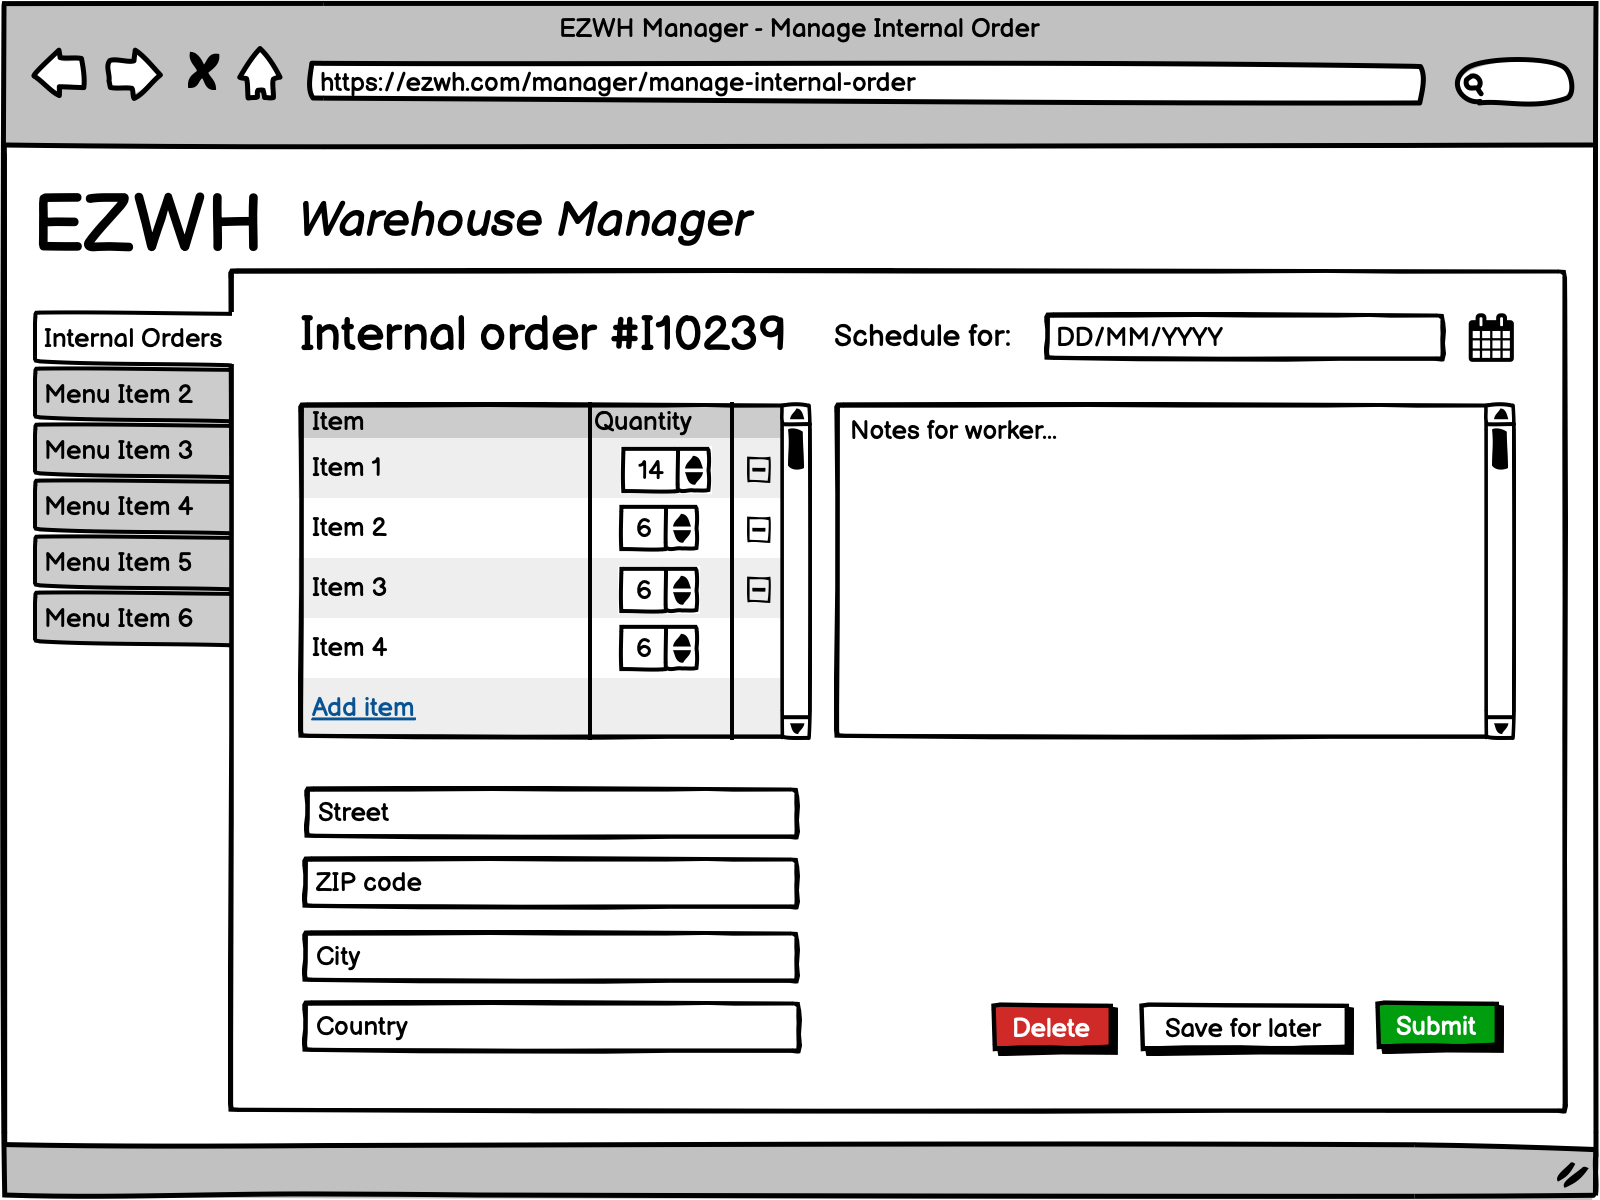 EZWH Manager - Manage Internal Order
https://ezwh.com/manager/manage-internal-order
EZWH Warehouse Manager
Internal Orders
Menu Item 2
Menu Item 3
Menu Item 4
Menu Item 5
Menu Item 6
Internal order #I10239
Schedule for: DD/MM/YYYY
Item Quantity
Item 1 14
Item 2 6
Item 3 6
Item 4 6
Add item
Notes for worker...
Street
ZIP code
City
Country
Delete Save for later Submit